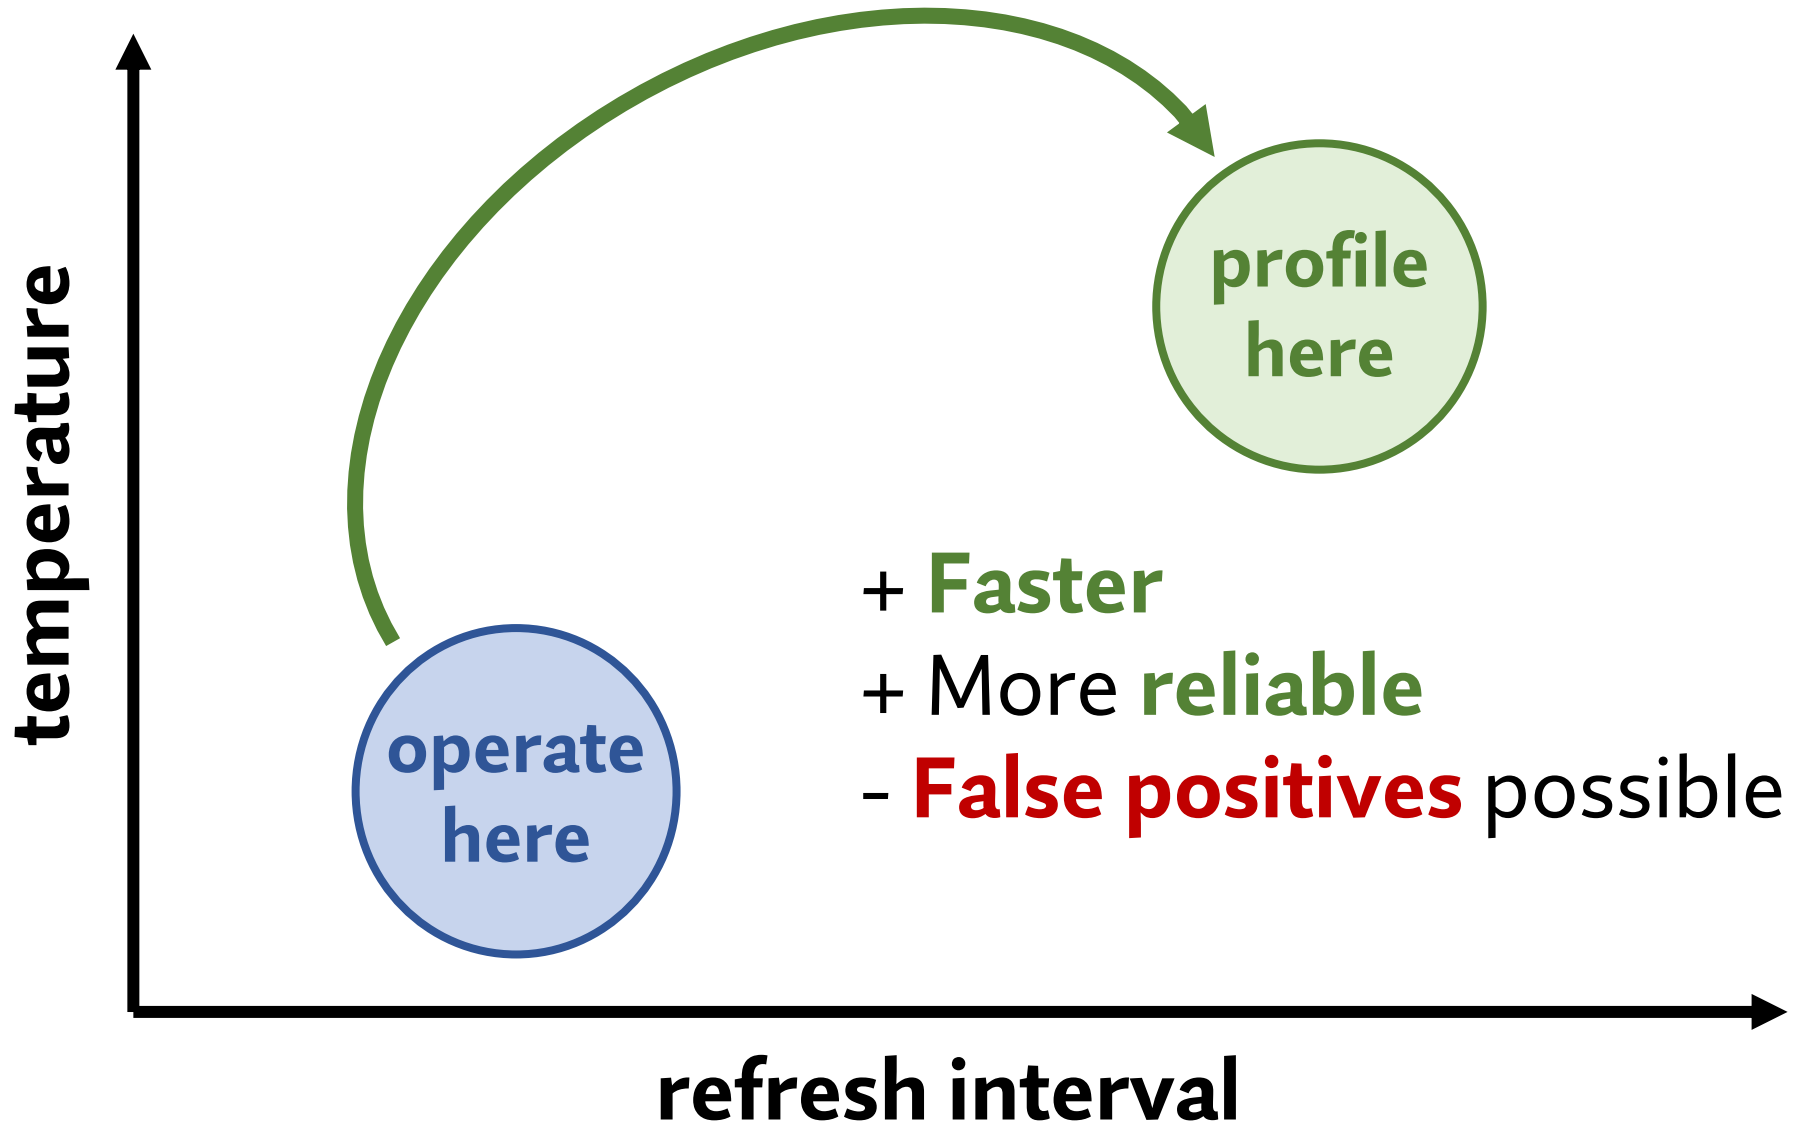 temperature
profile
here
+ Faster
+ More reliable
- False positives possible
operate
here
refresh interval